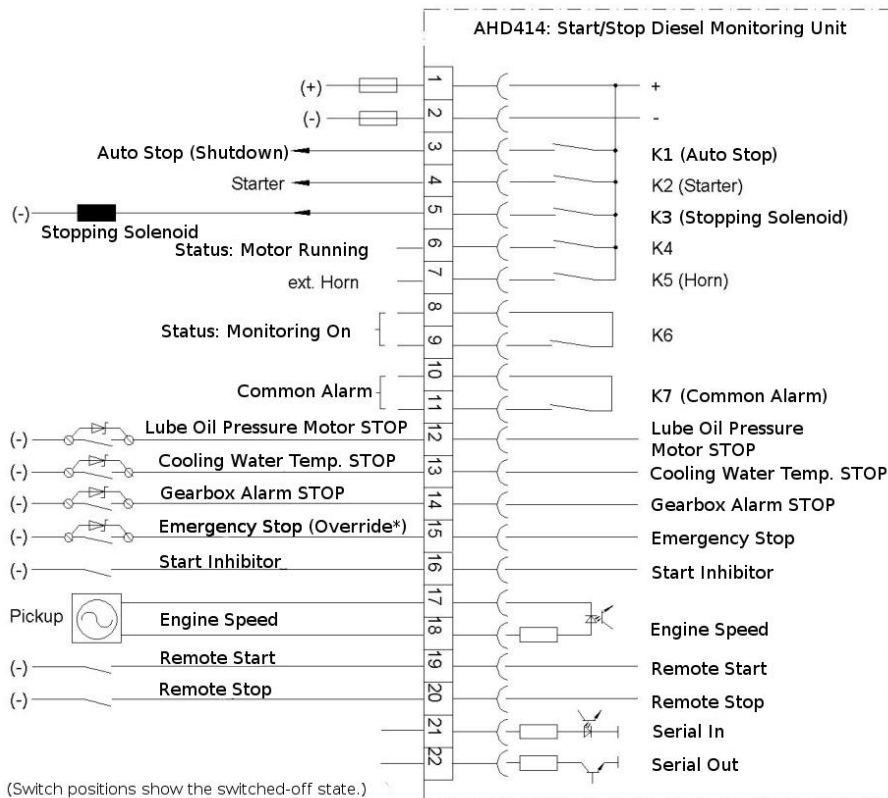 AHD414: Start/Stop Diesel Monitoring Unit
(+) 1 +
(-) 2 -
Auto Stop (Shutdown) 3 K1 (Auto Stop)
Starter 4 K2 (Starter)
(-) 5 K3 (Stopping Solenoid)
Stopping Solenoid
Status: Motor Running 6 K4
ext. Horn 7 K5 (Horn)
8
Status: Monitoring On 9 K6
10
Common Alarm 11 K7 (Common Alarm)
(-) Lube Oil Pressure Motor STOP 12 Lube Oil Pressure
Motor STOP
(-) Cooling Water Temp. STOP 13 Cooling Water Temp. STOP
(-) Gearbox Alarm STOP 14 Gearbox Alarm STOP
(-) Emergency Stop (Override*) 15 Emergency Stop
(-) Start Inhibitor 16 Start Inhibitor
17
Pickup Engine Speed 18 Engine Speed
(-) Remote Start 19 Remote Start
(-) Remote Stop 20 Remote Stop
21 Serial In
22 Serial Out
(Switch positions show the switched-off state.)